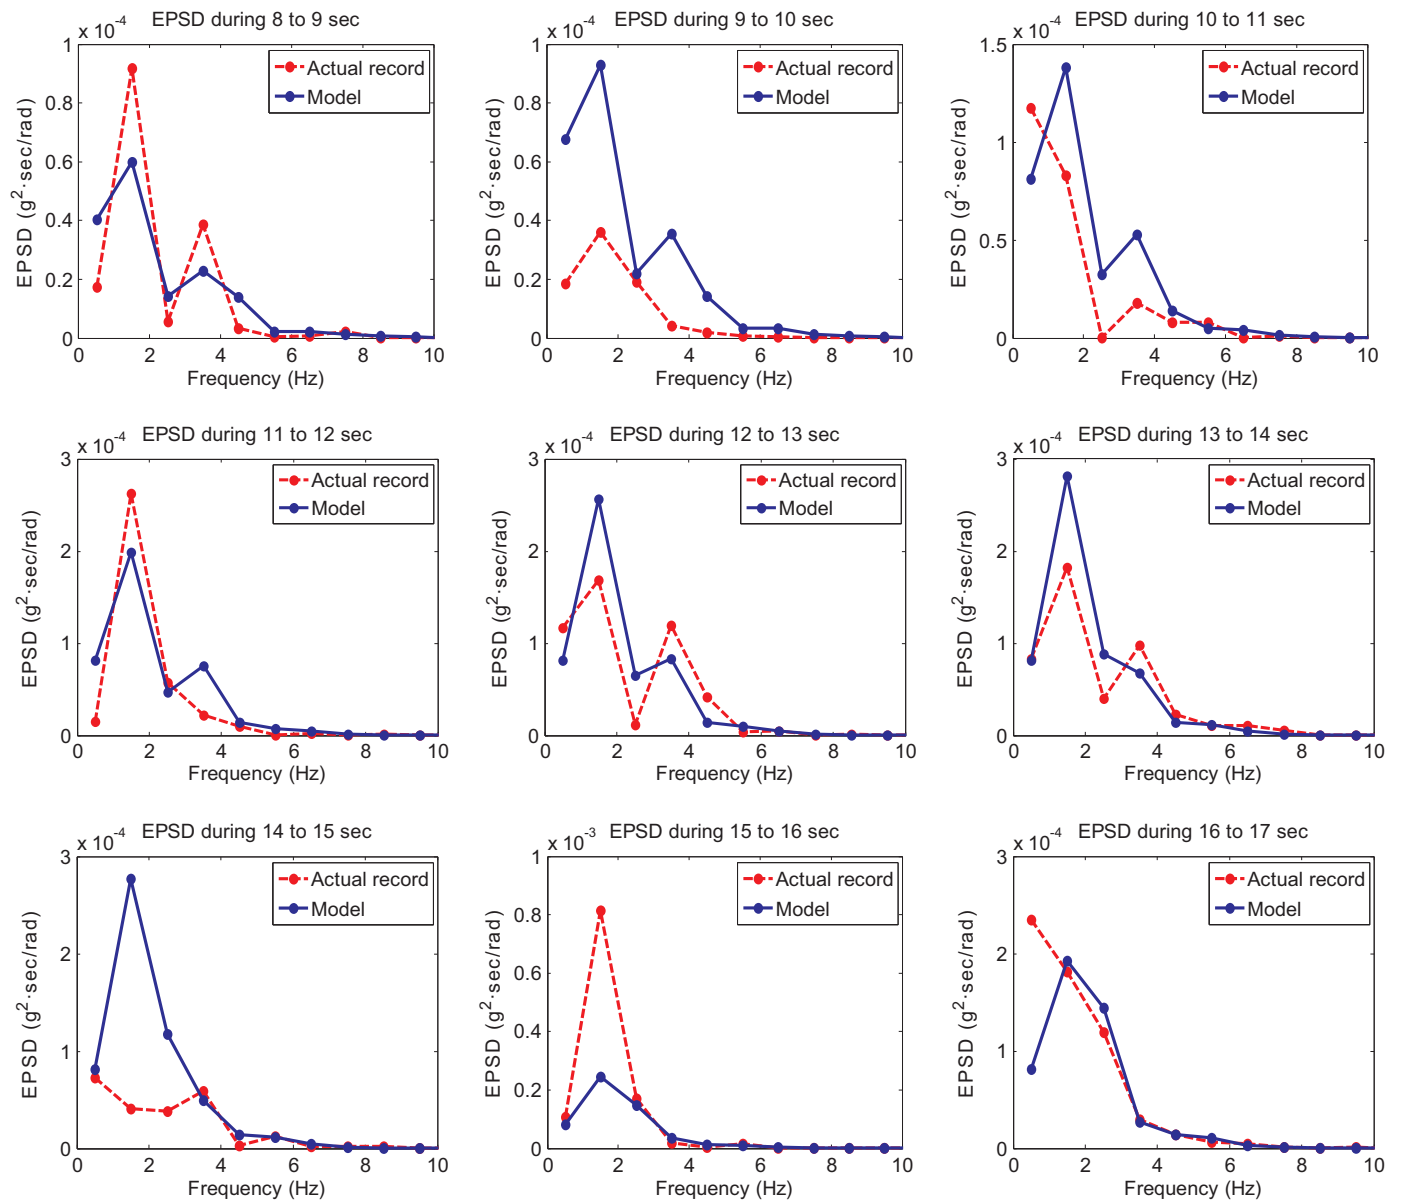 EPSD during 8 to 9 sec
x 10^-4
EPSD (g²·sec/rad)
1
0.8
0.6
0.4
0.2
0
0 2 4 6 8 10
Frequency (Hz)
Actual record
Model
EPSD during 9 to 10 sec
x 10^-4
EPSD (g²·sec/rad)
1
0.8
0.6
0.4
0.2
0
0 2 4 6 8 10
Frequency (Hz)
Actual record
Model
EPSD during 10 to 11 sec
x 10^-4
EPSD (g²·sec/rad)
1.5
1
0.5
0
0 2 4 6 8 10
Frequency (Hz)
Actual record
Model
EPSD during 11 to 12 sec
x 10^-4
EPSD (g²·sec/rad)
3
2
1
0
0 2 4 6 8 10
Frequency (Hz)
Actual record
Model
EPSD during 12 to 13 sec
x 10^-4
EPSD (g²·sec/rad)
3
2
1
0
0 2 4 6 8 10
Frequency (Hz)
Actual record
Model
EPSD during 13 to 14 sec
x 10^-4
EPSD (g²·sec/rad)
3
2
1
0
0 2 4 6 8 10
Frequency (Hz)
Actual record
Model
EPSD during 14 to 15 sec
x 10^-4
EPSD (g²·sec/rad)
3
2
1
0
0 2 4 6 8 10
Frequency (Hz)
Actual record
Model
EPSD during 15 to 16 sec
x 10^-3
EPSD (g²·sec/rad)
1
0.8
0.6
0.4
0.2
0
0 2 4 6 8 10
Frequency (Hz)
Actual record
Model
EPSD during 16 to 17 sec
x 10^-4
EPSD (g²·sec/rad)
3
2
1
0
0 2 4 6 8 10
Frequency (Hz)
Actual record
Model